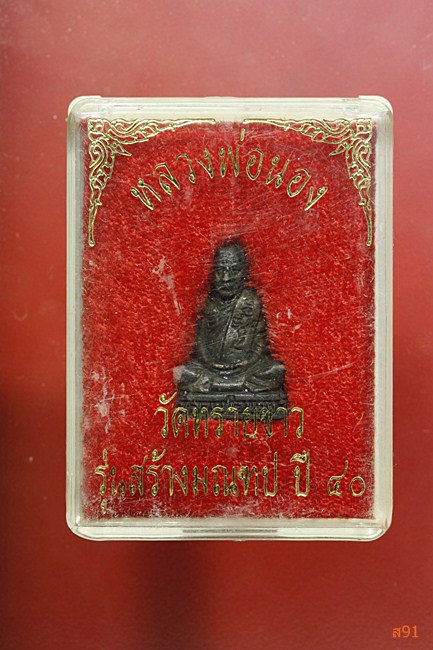 หลวงพ่อนอง
วัดทรายขาว
รุ่นสร้างมณฑป ปี ๔๐
ส91